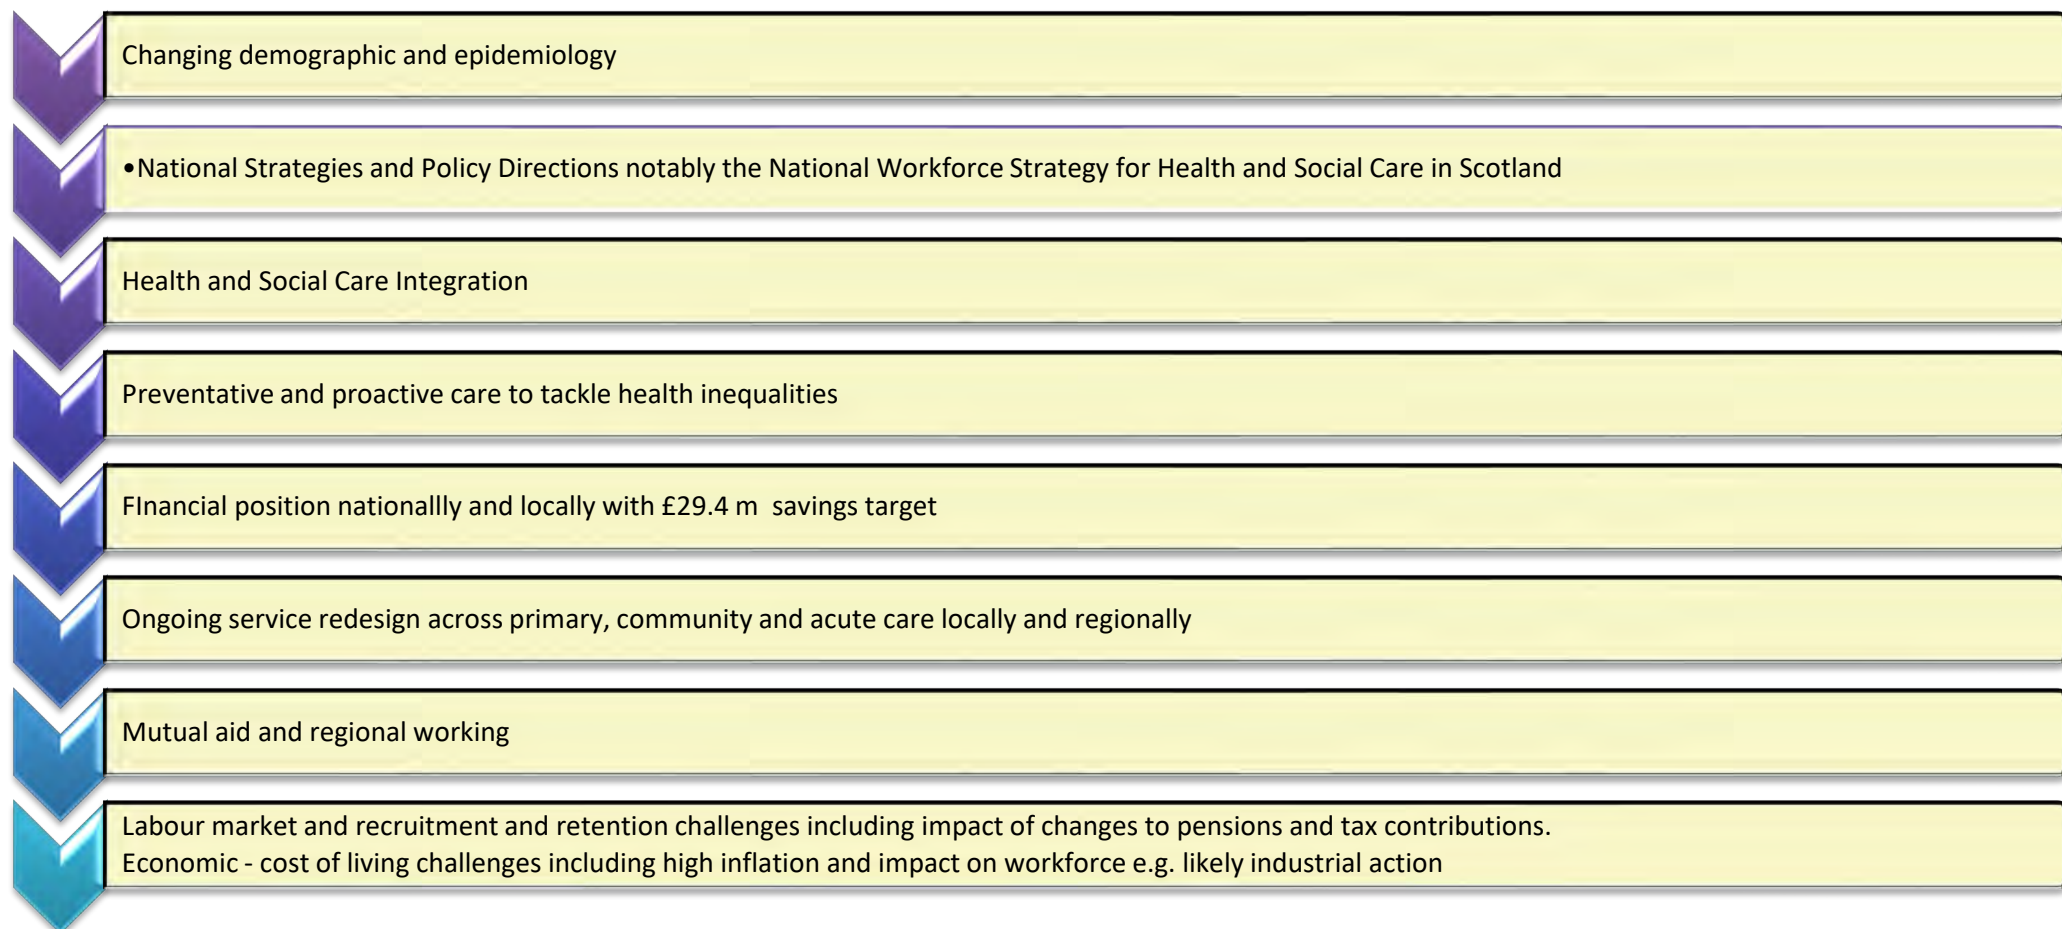 Changing demographic and epidemiology
•National Strategies and Policy Directions notably the National Workforce Strategy for Health and Social Care in Scotland
Health and Social Care Integration
Preventative and proactive care to tackle health inequalities
FInancial position nationallly and locally with £29.4 m  savings target
Ongoing service redesign across primary, community and acute care locally and regionally
Mutual aid and regional working
Labour market and recruitment and retention challenges including impact of changes to pensions and tax contributions.
Economic - cost of living challenges including high inflation and impact on workforce e.g. likely industrial action